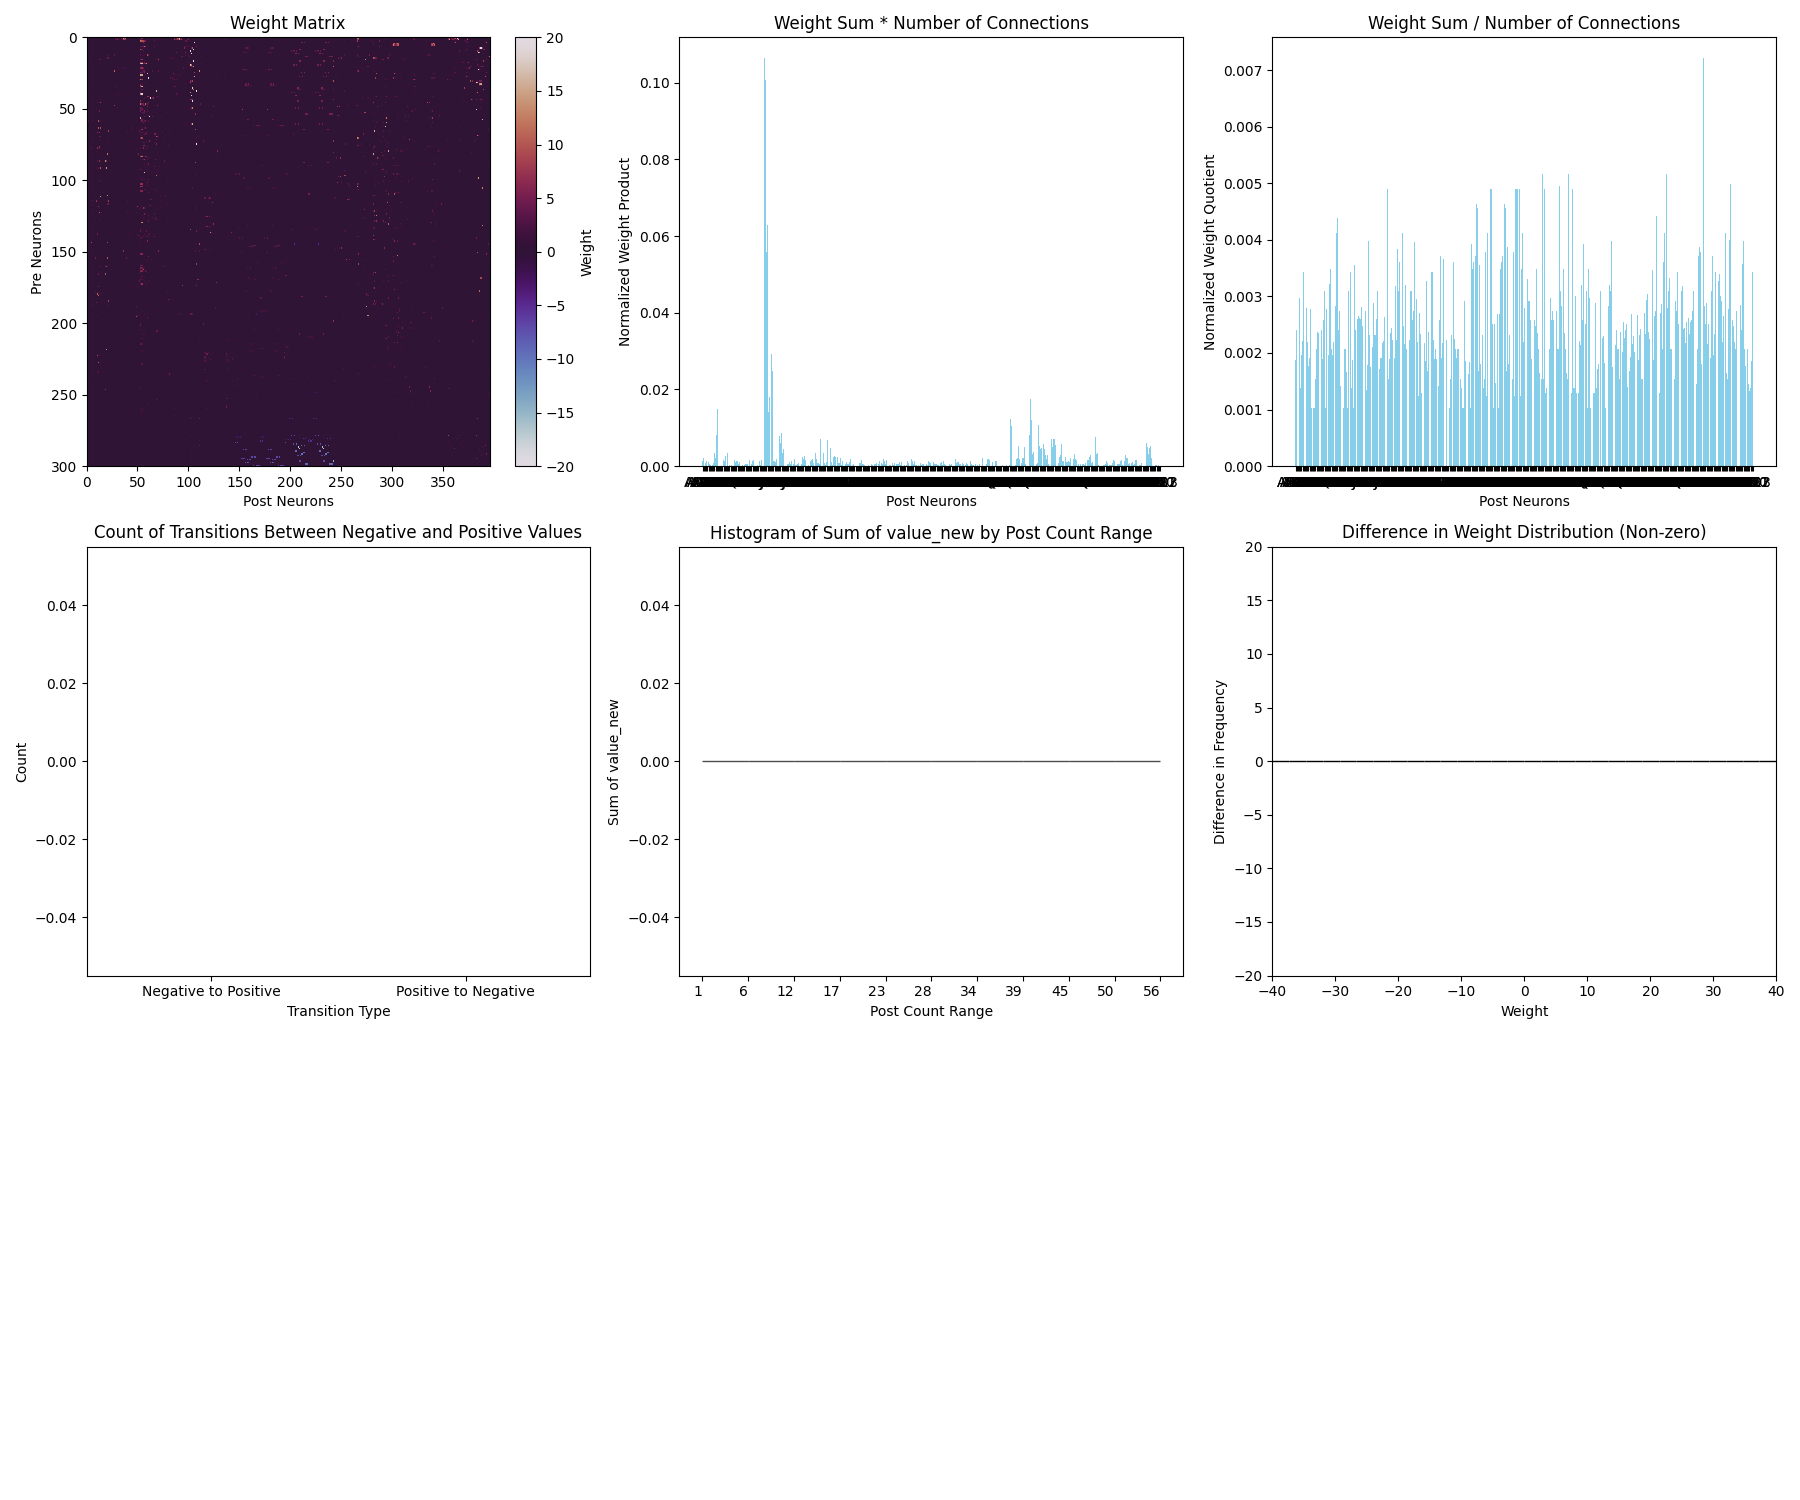 Weight Matrix
0
50
100
150
200
250
300
Pre Neurons
0 50 100 150 200 250 300 350
Post Neurons
20
15
10
5
0
−5
−10
−15
−20
Weight
Weight Sum * Number of Connections
0.10
0.08
0.06
0.04
0.02
0.00
Normalized Weight Product
Post Neurons
Weight Sum / Number of Connections
0.007
0.006
0.005
0.004
0.003
0.002
0.001
0.000
Normalized Weight Quotient
Post Neurons
Count of Transitions Between Negative and Positive Values
0.04
0.02
0.00
−0.02
−0.04
Count
Negative to Positive Positive to Negative
Transition Type
Histogram of Sum of value_new by Post Count Range
0.04
0.02
0.00
−0.02
−0.04
Sum of value_new
1 6 12 17 23 28 34 39 45 50 56
Post Count Range
Difference in Weight Distribution (Non-zero)
20
15
10
5
0
−5
−10
−15
−20
Difference in Frequency
−40 −30 −20 −10 0 10 20 30 40
Weight